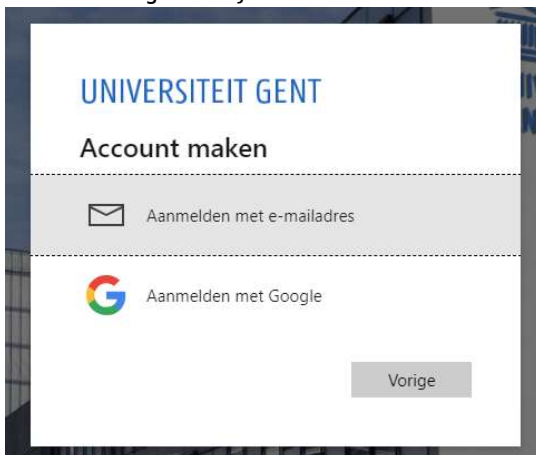 UNIVERSITEIT GENT
Account maken
Aanmelden met e-mailadres
Aanmelden met Google
Vorige